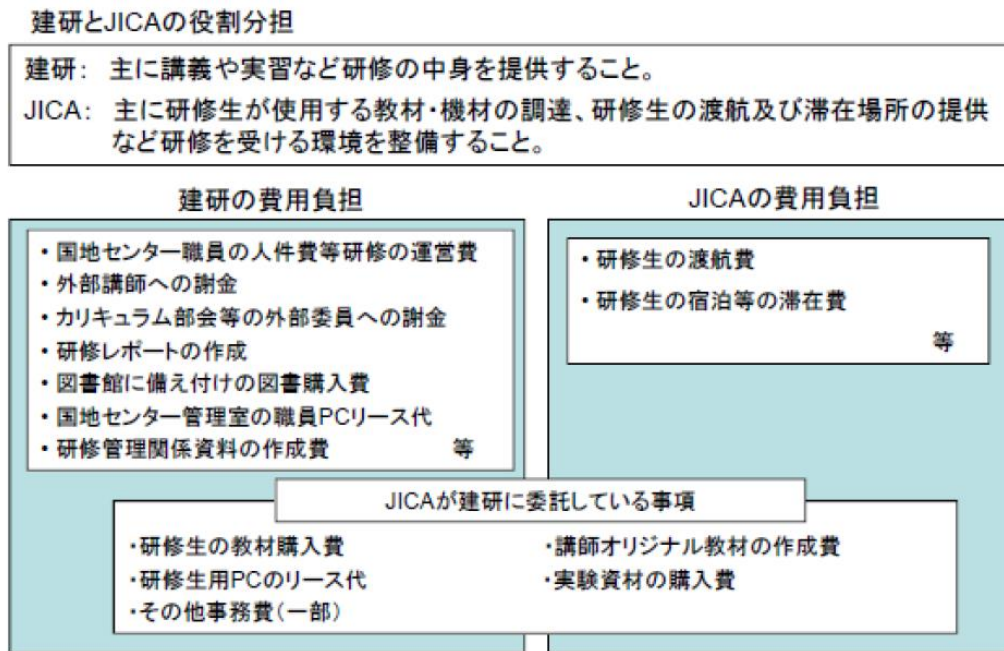 建研とJICAの役割分担
建研： 主に講義や実習など研修の中身を提供すること。
JICA： 主に研修生が使用する教材・機材の調達、研修生の渡航及び滞在場所の提供
など研修を受ける環境を整備すること。
建研の費用負担
・国地センター職員の人件費等研修の運営費
・外部講師への謝金
・カリキュラム部会等の外部委員への謝金
・研修レポートの作成
・図書館に備え付けの図書購入費
・国地センター管理室の職員PCリース代
・研修管理関係資料の作成費 等
JICAの費用負担
・研修生の渡航費
・研修生の宿泊等の滞在費
等
JICAが建研に委託している事項
・研修生の教材購入費
・研修生用PCのリース代
・その他事務費（一部）
・講師オリジナル教材の作成費
・実験資材の購入費